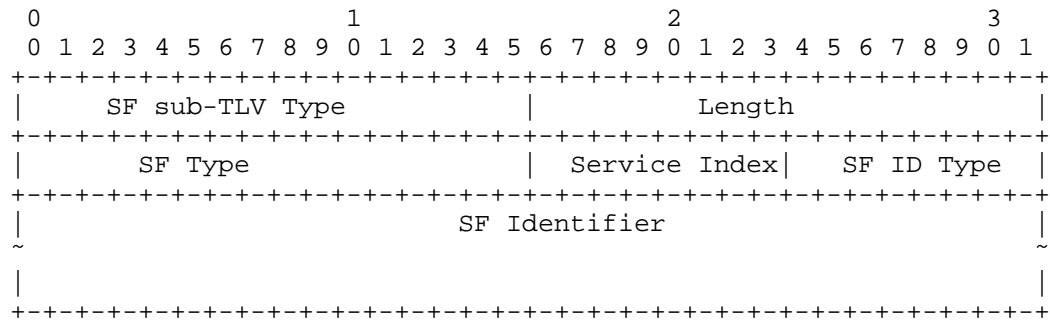 0                   1                   2                   3
 0 1 2 3 4 5 6 7 8 9 0 1 2 3 4 5 6 7 8 9 0 1 2 3 4 5 6 7 8 9 0 1
+-+-+-+-+-+-+-+-+-+-+-+-+-+-+-+-+-+-+-+-+-+-+-+-+-+-+-+-+-+-+-+-+
|     SF sub-TLV Type           |          Length               |
+-+-+-+-+-+-+-+-+-+-+-+-+-+-+-+-+-+-+-+-+-+-+-+-+-+-+-+-+-+-+-+-+
|       SF Type                 |  Service Index|   SF ID Type  |
+-+-+-+-+-+-+-+-+-+-+-+-+-+-+-+-+-+-+-+-+-+-+-+-+-+-+-+-+-+-+-+-+
|                           SF Identifier                       |
~                                                               ~
|                                                               |
+-+-+-+-+-+-+-+-+-+-+-+-+-+-+-+-+-+-+-+-+-+-+-+-+-+-+-+-+-+-+-+-+